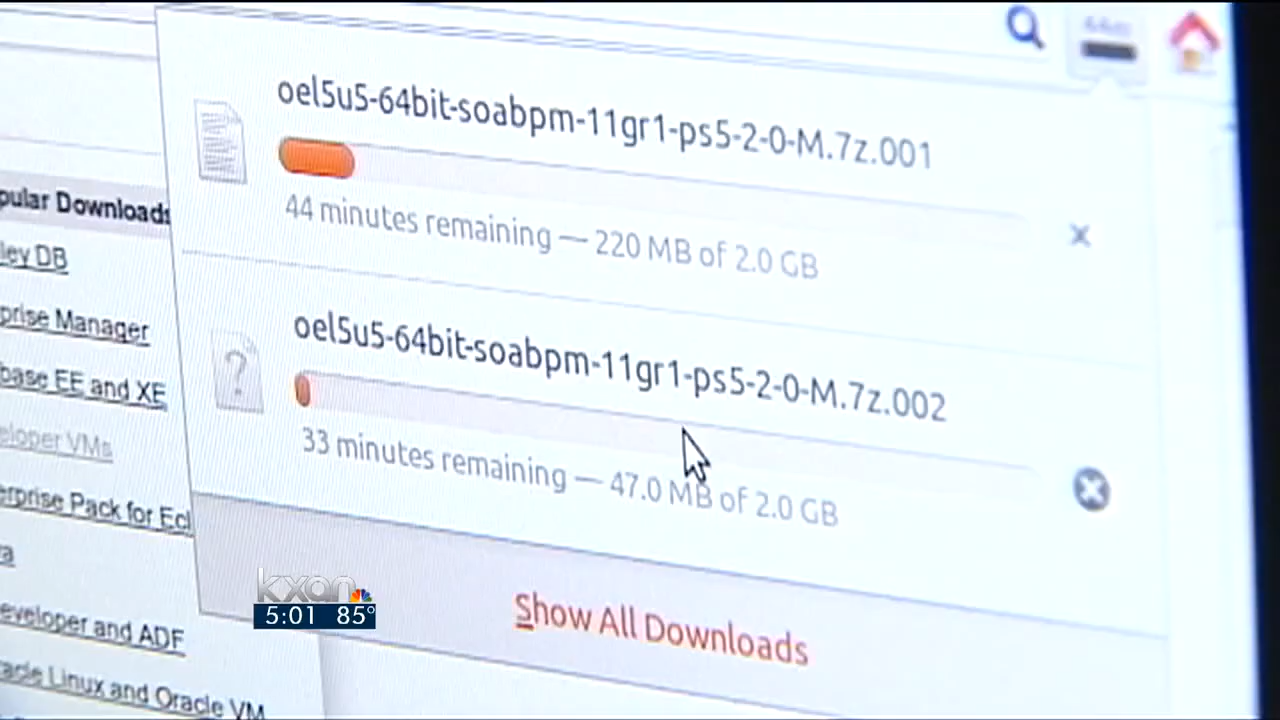 oel5u5-64bit-soabpm-11gr1-ps5-2-0-M.7z.001
44 minutes remaining — 220 MB of 2.0 GB
oel5u5-64bit-soabpm-11gr1-ps5-2-0-M.7z.002
33 minutes remaining — 47.0 MB of 2.0 GB
Show All Downloads
pular Downloads
ley DB
prise Manager
base EE and XE
eloper VMs
erprise Pack for Ecl
a
eveloper and ADF
racle Linux and Oracle VM
kxan
5:01 85°